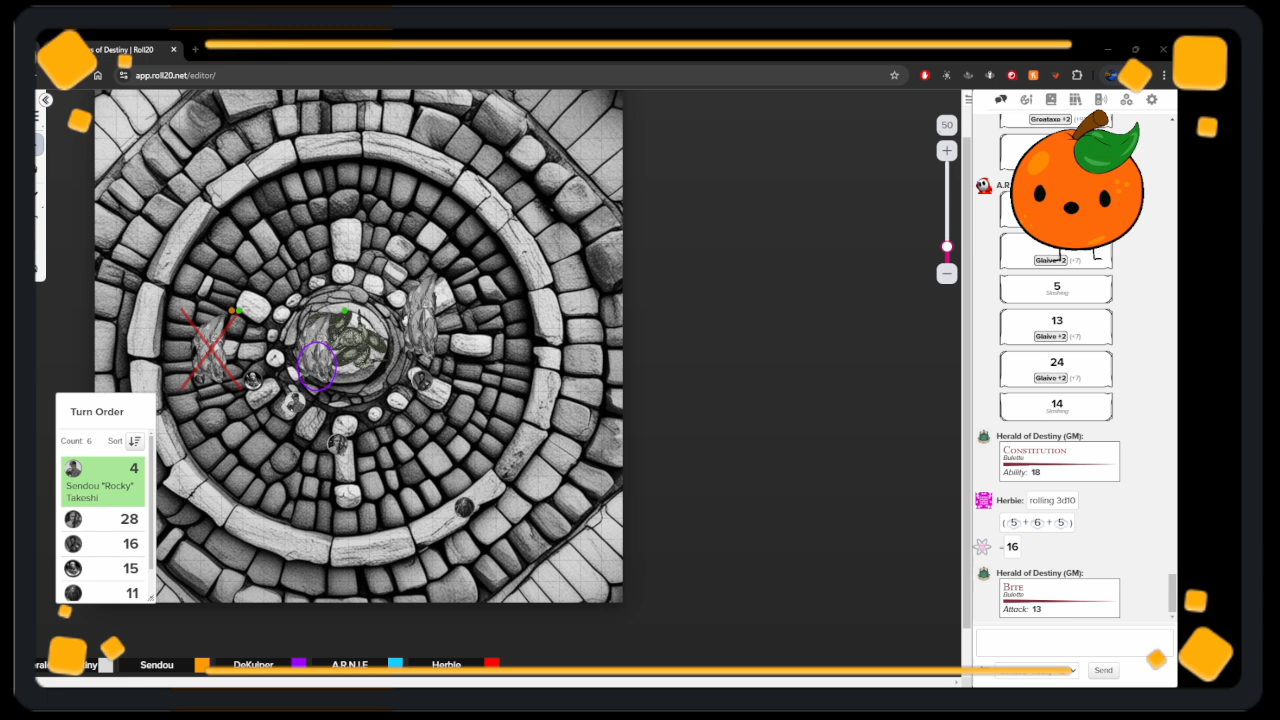 s of Destiny | Roll20
app.roll20.net/editor/
50
Greataxe +2
A.R.
Glaive +2 (+7)
5
Slashing
13
Glaive +2 (+7)
24
Glaive +2 (+7)
14
Slashing
Herald of Destiny (GM):
Constitution
Bulette
Ability: 18
Herbie: rolling 3d10
(5+6+5)
=16
Herald of Destiny (GM):
Bite
Bulette
Attack: 13
Send
Turn Order
Count: 6 Sort
4
Sendou "Rocky"
Takeshi
28
16
15
11
Sendou
DeKuiper
A.R.N.I.E
Herbie